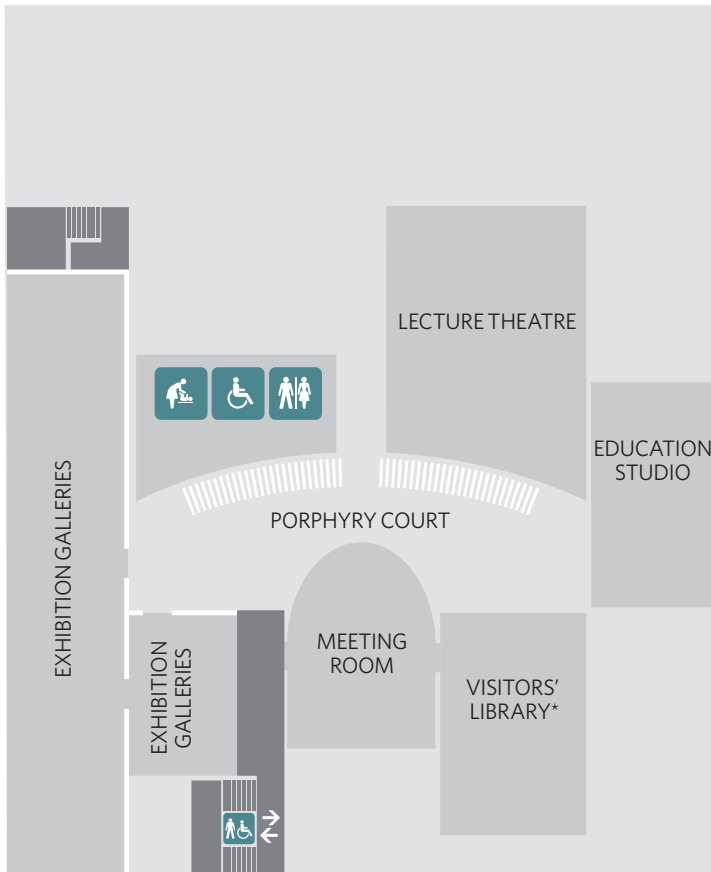 LECTURE THEATRE
EDUCATION
STUDIO
PORPHYRY COURT
EXHIBITION GALLERIES
MEETING
ROOM
EXHIBITION
GALLERIES
VISITORS’
LIBRARY*